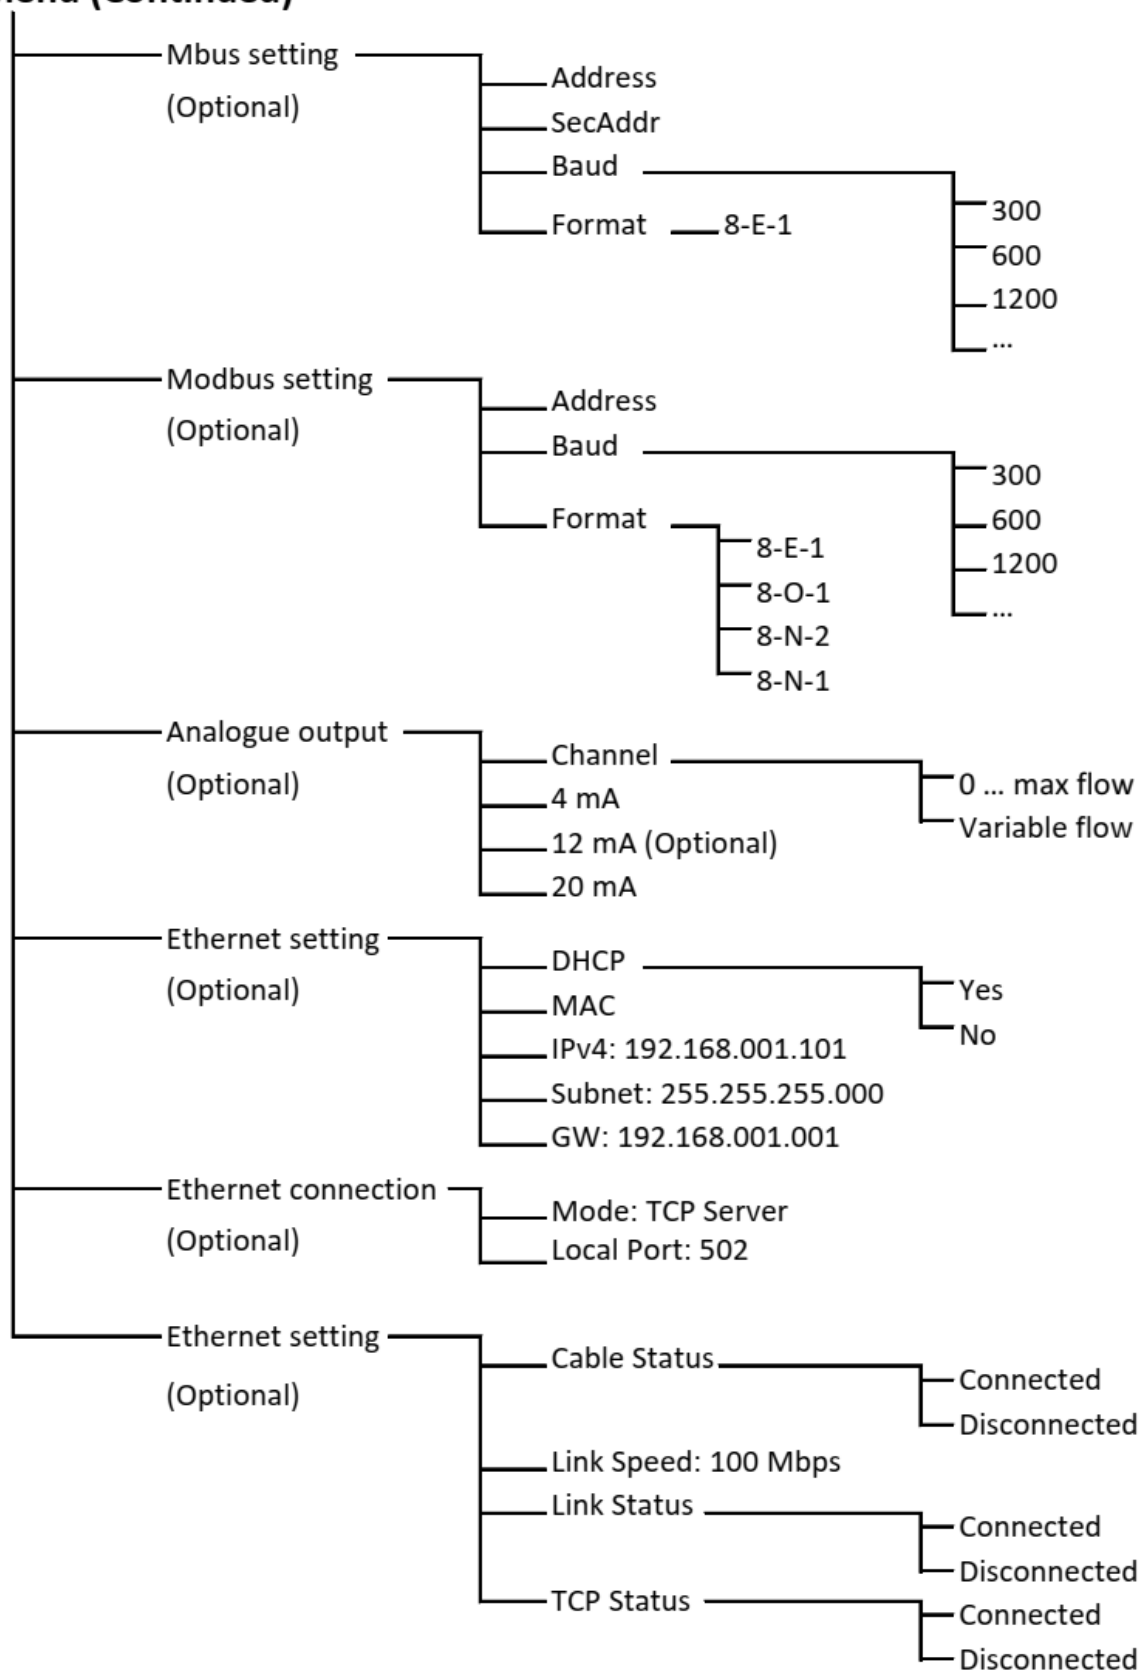 (Continued)
Mbus setting
(Optional)
Address
SecAddr
Baud
300
600
1200
...
Format 8-E-1
Modbus setting
(Optional)
Address
Baud
300
600
1200
...
Format
8-E-1
8-O-1
8-N-2
8-N-1
Analogue output
(Optional)
Channel
0 ... max flow
Variable flow
4 mA
12 mA (Optional)
20 mA
Ethernet setting
(Optional)
DHCP
Yes
No
MAC
IPv4: 192.168.001.101
Subnet: 255.255.255.000
GW: 192.168.001.001
Ethernet connection
(Optional)
Mode: TCP Server
Local Port: 502
Ethernet setting
(Optional)
Cable Status
Connected
Disconnected
Link Speed: 100 Mbps
Link Status
Connected
Disconnected
TCP Status
Connected
Disconnected